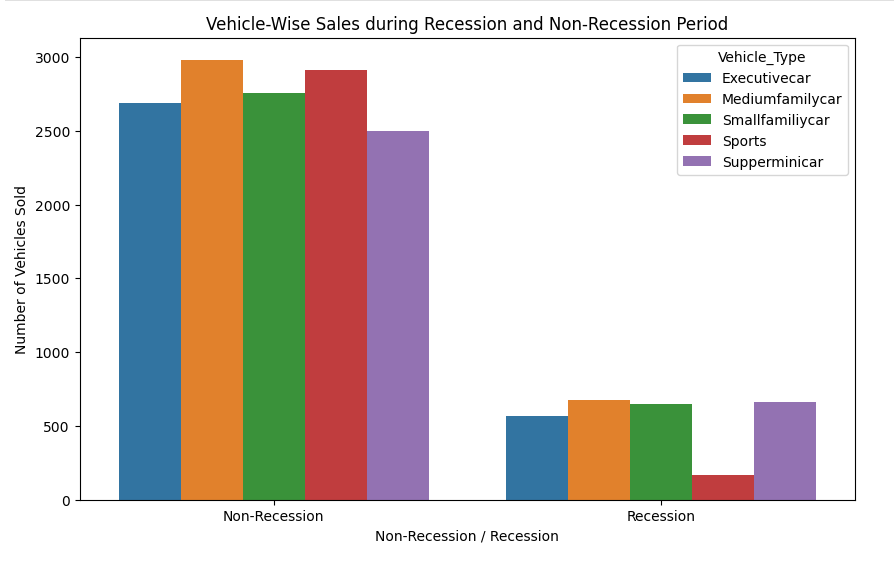 Vehicle-Wise Sales during Recession and Non-Recession Period
Number of Vehicles Sold
3000
2500
2000
1500
1000
500
0
Vehicle_Type
Executivecar
Mediumfamilycar
Smallfamiliycar
Sports
Supperminicar
Non-Recession
Recession
Non-Recession / Recession